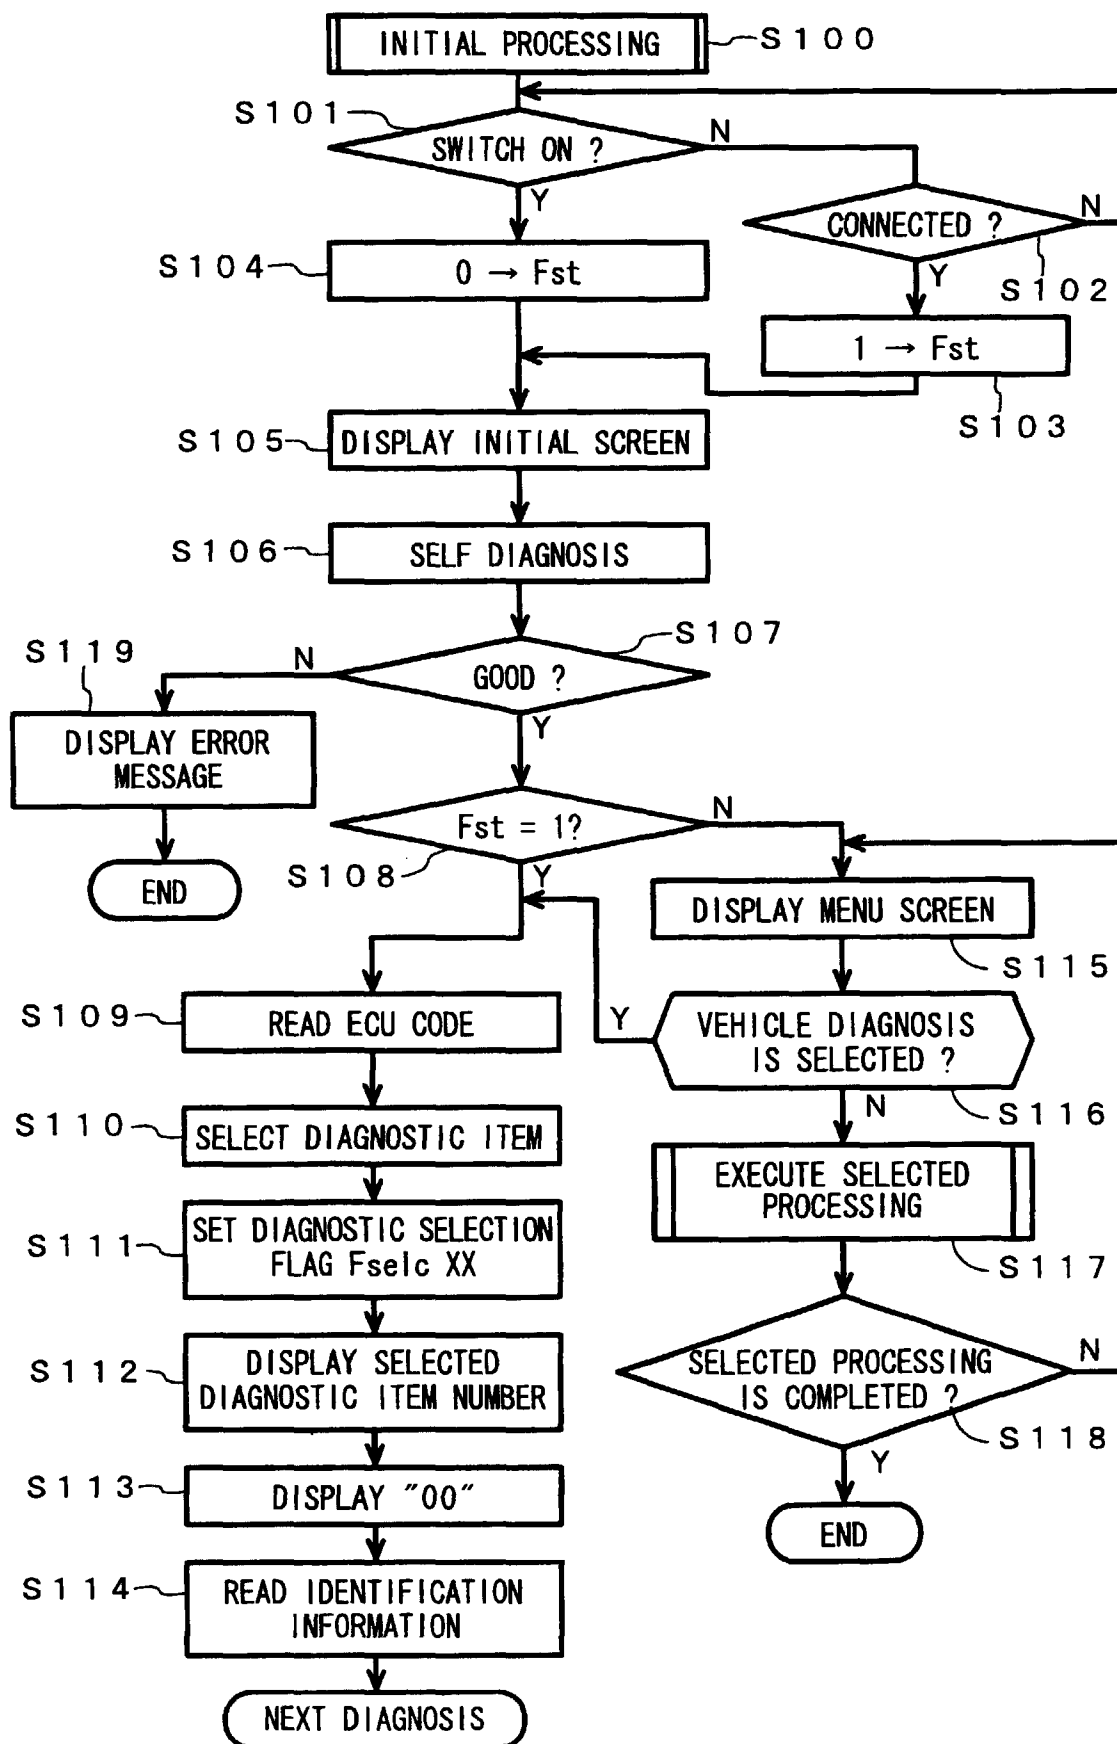 INITIAL PROCESSING
S100
S101
SWITCH ON ?
N
Y
CONNECTED ?
N
S102
Y
S104
0 → Fst
1 → Fst
S103
S105
DISPLAY INITIAL SCREEN
S106
SELF DIAGNOSIS
S107
GOOD ?
N
Y
S119
DISPLAY ERROR
MESSAGE
END
Fst = 1?
N
S108
Y
DISPLAY MENU SCREEN
S115
S109
READ ECU CODE
Y
VEHICLE DIAGNOSIS
IS SELECTED ?
S116
N
S110
SELECT DIAGNOSTIC ITEM
EXECUTE SELECTED
PROCESSING
S117
S111
SET DIAGNOSTIC SELECTION
FLAG Fselc XX
S112
DISPLAY SELECTED
DIAGNOSTIC ITEM NUMBER
SELECTED PROCESSING
IS COMPLETED ?
N
S118
Y
S113
DISPLAY "00"
END
S114
READ IDENTIFICATION
INFORMATION
NEXT DIAGNOSIS